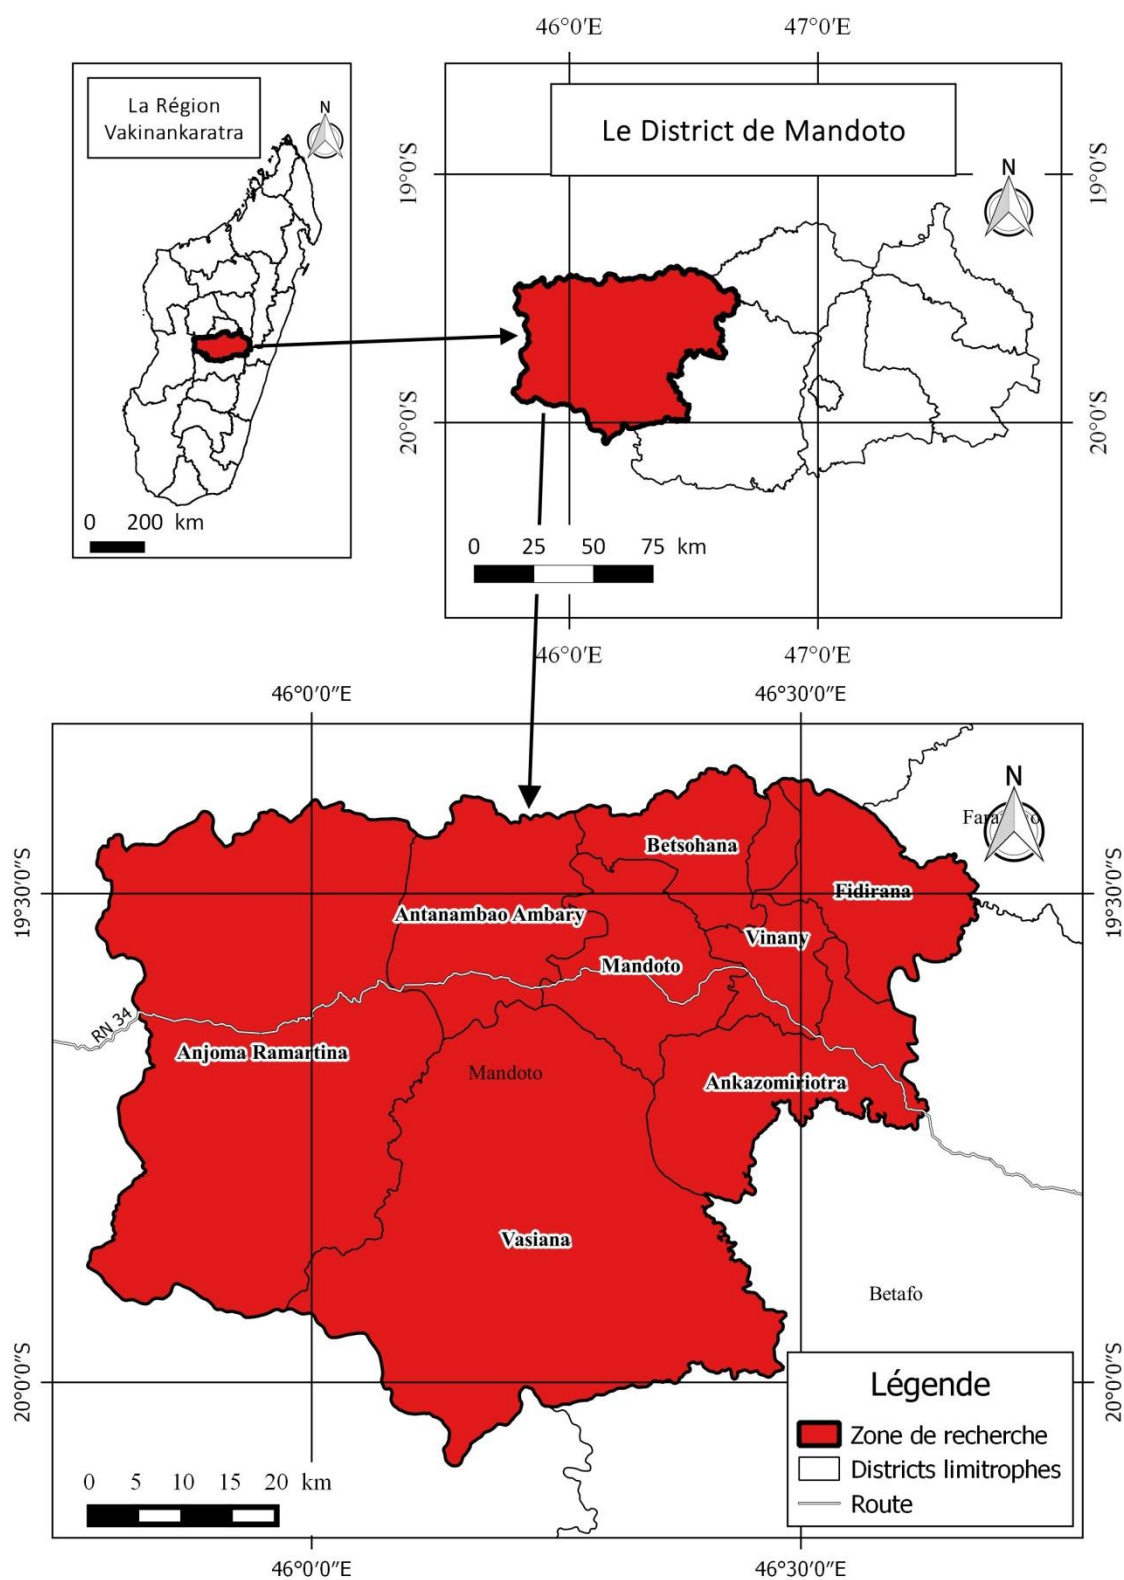 46°0'E
47°0'E
La Région
Vakinankaratra
N
0 200 km
Le District de Mandoto
N
19°0'S
19°0'S
20°0'S
20°0'S
0 25 50 75 km
46°0'E
47°0'E
46°0'0"E
46°30'0"E
N
Betsohana
Fidirana
19°30'0"S
19°30'0"S
Antanambao Ambary
Vinany
Mandoto
RN 34
Anjoma Ramartina
Mandoto
Ankazomiriotra
Vasiana
Betafo
20°0'0"S
20°0'0"S
Légende
Zone de recherche
Districts limitrophes
Route
0 5 10 15 20 km
46°0'0"E
46°30'0"E